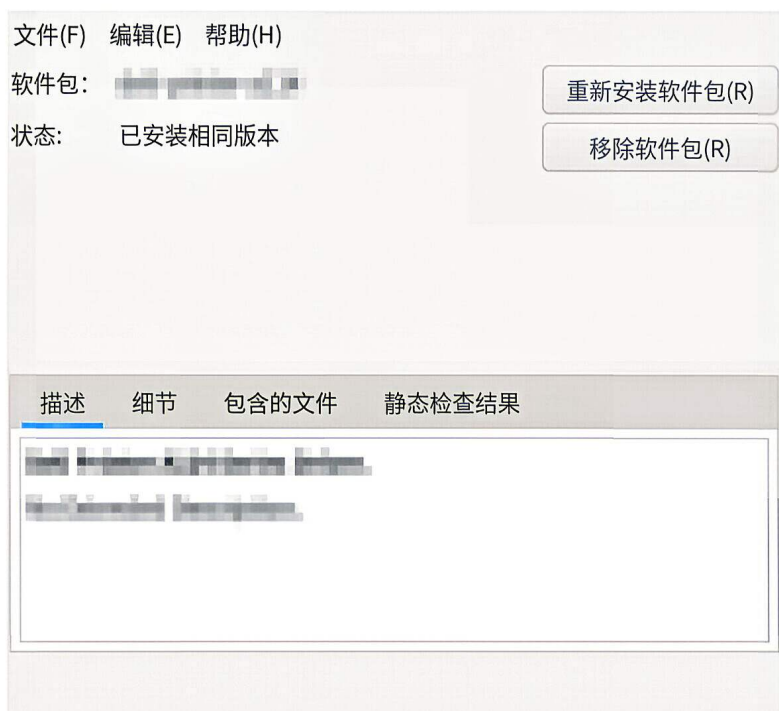 文件(F) 编辑(E) 帮助(H)
软件包：
重新安装软件包(R)
状态: 已安装相同版本
移除软件包(R)
描述 细节 包含的文件 静态检查结果